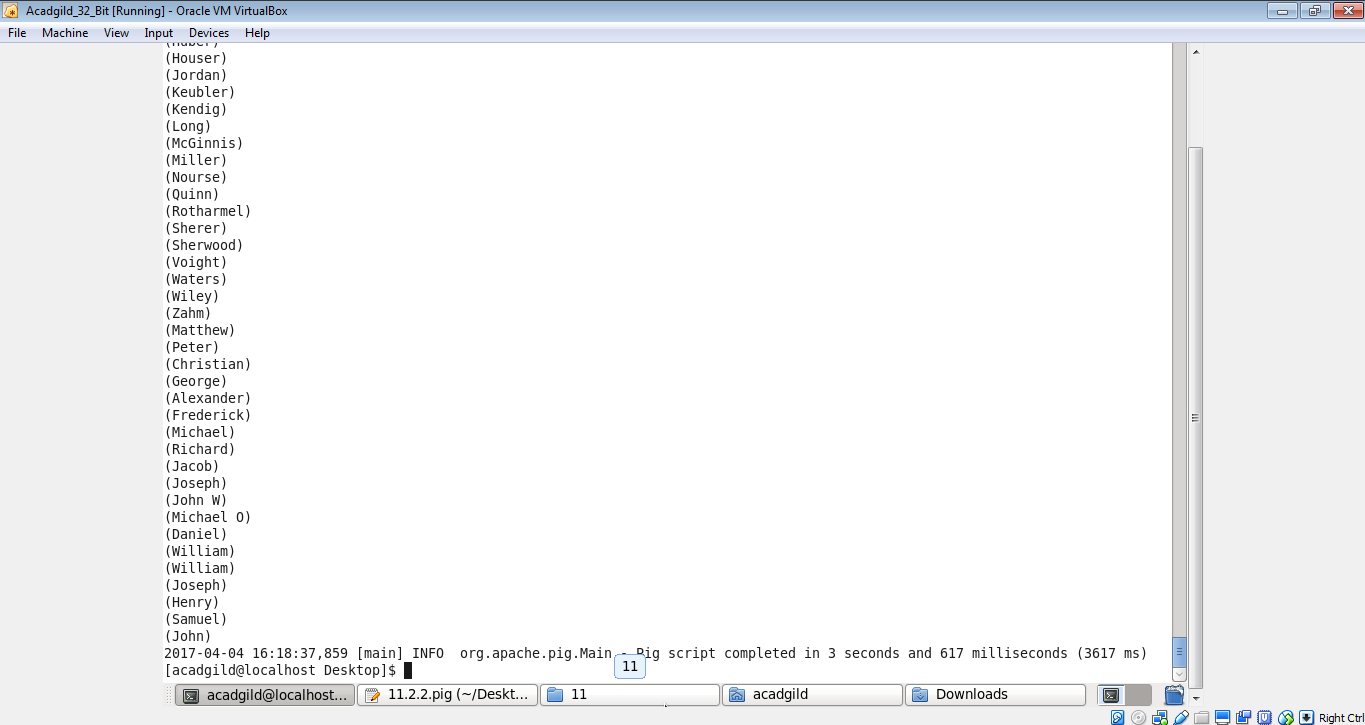 Acadgild_32_Bit [Running] - Oracle VM VirtualBox
File Machine View Input Devices Help
(Huber)
(Houser)
(Jordan)
(Keubler)
(Kendig)
(Long)
(McGinnis)
(Miller)
(Nourse)
(Quinn)
(Rotharmel)
(Sherer)
(Sherwood)
(Voight)
(Waters)
(Wiley)
(Zahm)
(Matthew)
(Peter)
(Christian)
(George)
(Alexander)
(Frederick)
(Michael)
(Richard)
(Jacob)
(Joseph)
(John W)
(Michael O)
(Daniel)
(William)
(William)
(Joseph)
(Henry)
(Samuel)
(John)
2017-04-04 16:18:37,859 [main] INFO  org.apache.pig.Main - Pig script completed in 3 seconds and 617 milliseconds (3617 ms)
11
[acadgild@localhost Desktop]$
acadgild@localhost... 11.2.2.pig (~/Deskt... 11 acadgild Downloads
Right Ctrl